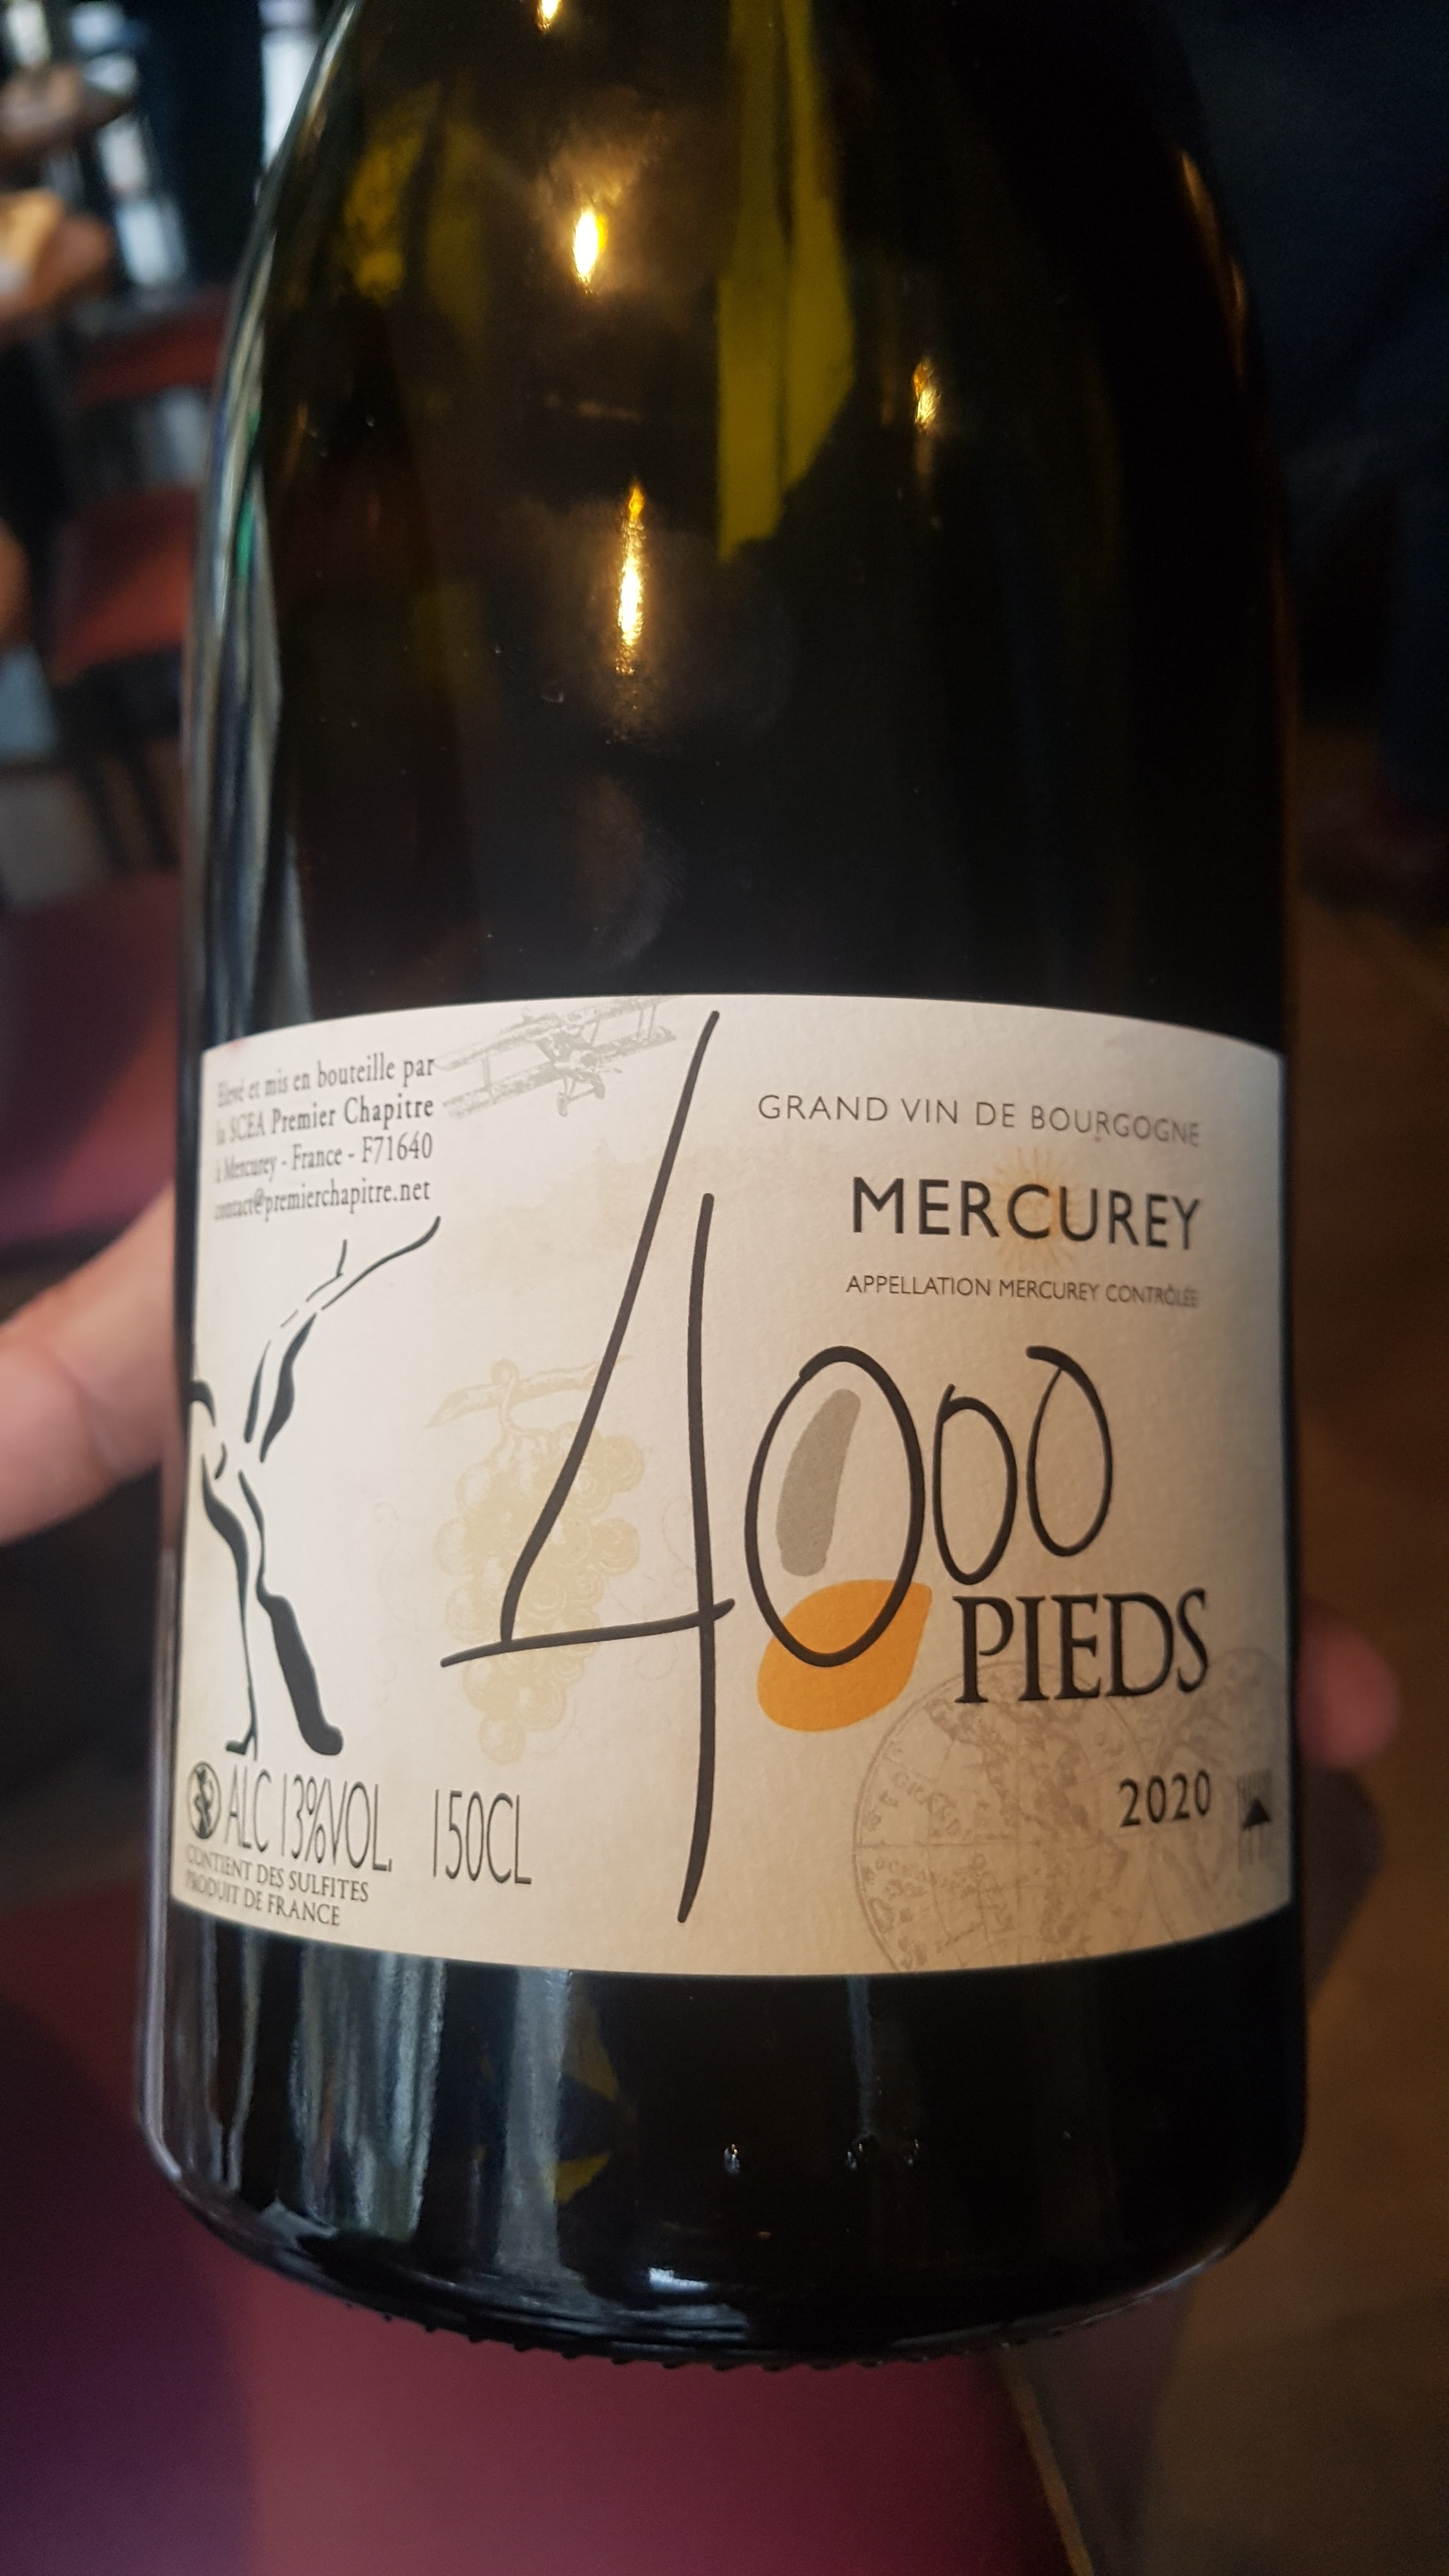 Elevé et mis en bouteille par
la SCEA Premier Chapitre
à Mercurey - France - F71640
contact@premierchapitre.net
GRAND VIN DE BOURGOGNE
MERCUREY
APPELLATION MERCUREY CONTRÔLÉE
4000
PIEDS
2020
ALC 13%VOL. 150CL
CONTIENT DES SULFITES
PRODUIT DE FRANCE